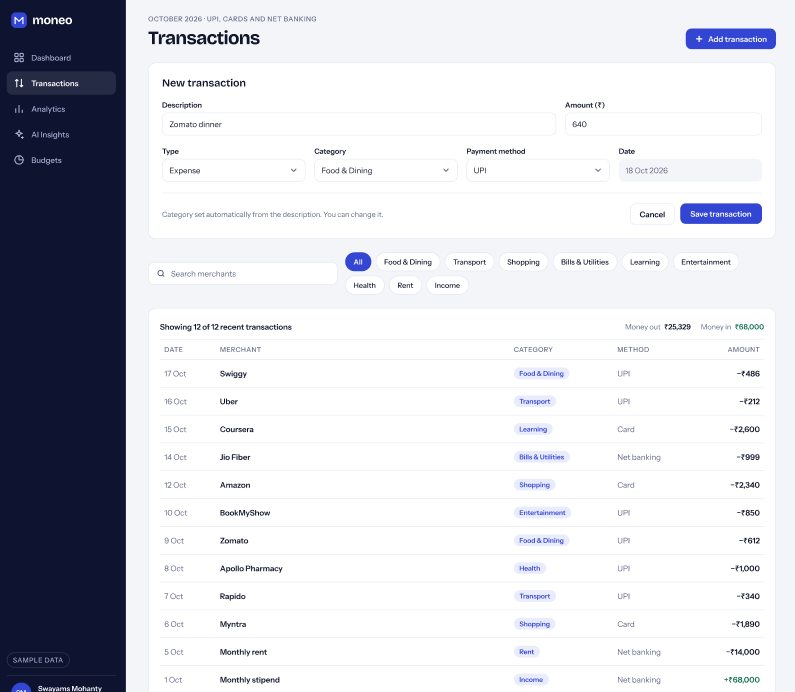 moneo
Dashboard
Transactions
Analytics
AI Insights
Budgets
SAMPLE DATA
Swayams Mohanty
OCTOBER 2026 · UPI, CARDS AND NET BANKING
Transactions
+ Add transaction
New transaction
Description
Amount (₹)
Zomato dinner
640
Type
Category
Payment method
Date
Expense
Food & Dining
UPI
18 Oct 2026
Category set automatically from the description. You can change it.
Cancel
Save transaction
Search merchants
All
Food & Dining
Transport
Shopping
Bills & Utilities
Learning
Entertainment
Health
Rent
Income
Showing 12 of 12 recent transactions
Money out ₹25,329
Money in ₹68,000
DATE MERCHANT CATEGORY METHOD AMOUNT
17 Oct Swiggy Food & Dining UPI −₹486
16 Oct Uber Transport UPI −₹212
15 Oct Coursera Learning Card −₹2,600
14 Oct Jio Fiber Bills & Utilities Net banking −₹999
12 Oct Amazon Shopping Card −₹2,340
10 Oct BookMyShow Entertainment UPI −₹850
9 Oct Zomato Food & Dining UPI −₹612
8 Oct Apollo Pharmacy Health UPI −₹1,000
7 Oct Rapido Transport UPI −₹340
6 Oct Myntra Shopping Card −₹1,890
5 Oct Monthly rent Rent Net banking −₹14,000
1 Oct Monthly stipend Income Net banking +₹68,000